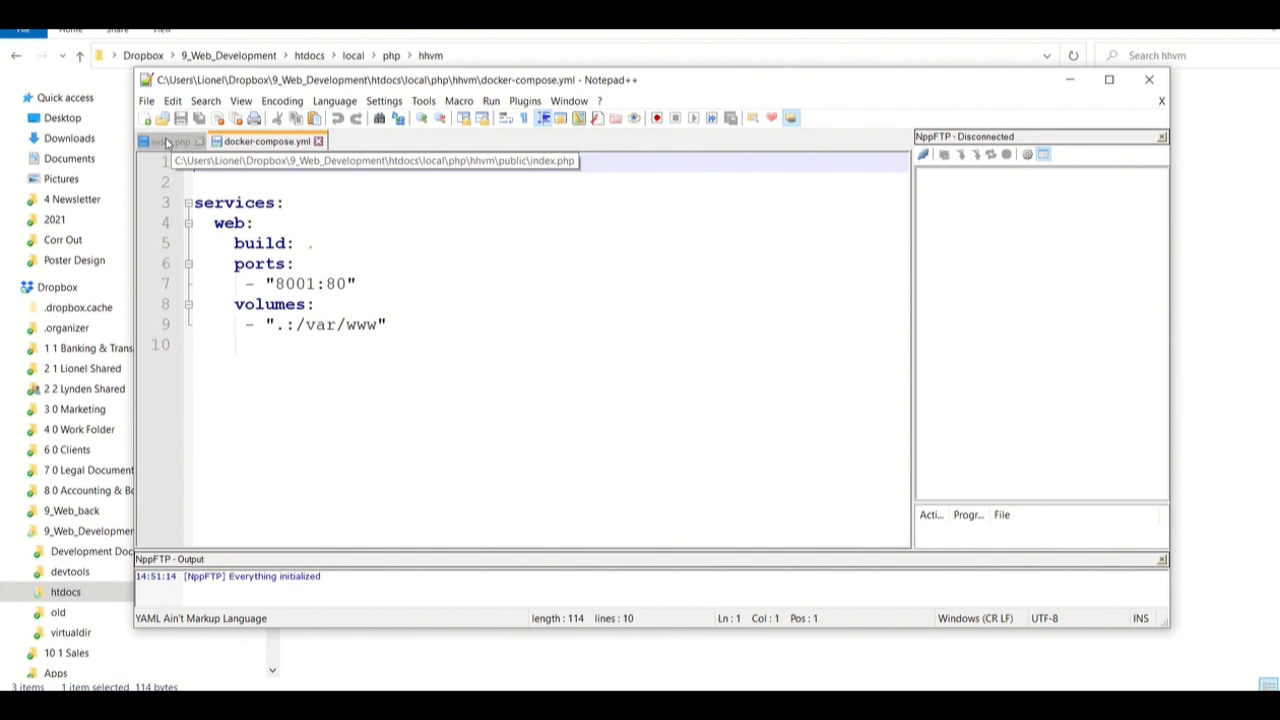 File Home Share View
Dropbox > 9_Web_Development > htdocs > local > php > hhvm
Search hhvm
C:\Users\Lionel\Dropbox\9_Web_Development\htdocs\local\php\hhvm\docker-compose.yml - Notepad++
File Edit Search View Encoding Language Settings Tools Macro Run Plugins Window ? X
index.php docker-compose.yml
NppFTP - Disconnected
C:\Users\Lionel\Dropbox\9_Web_Development\htdocs\local\php\hhvm\public\index.php
1
2
3 services:
4 web:
5 build: .
6 ports:
7 - "8001:80"
8 volumes:
9 - ".:/var/www"
10
Quick access
Desktop
Downloads
Documents
Pictures
4 Newsletter
2021
Corr Out
Poster Design
Dropbox
.dropbox.cache
.organizer
1 1 Banking & Trans
2 1 Lionel Shared
2 2 Lynden Shared
3 0 Marketing
4 0 Work Folder
6 0 Clients
7 0 Legal Document
8 0 Accounting & Bo
9_Web_back
9_Web_Developmer
Development Doc
devtools
htdocs
old
virtualdir
10 1 Sales
Apps
Acti... Progr... File
NppFTP - Output
14:51:14 [NppFTP] Everything initialized
YAML Ain't Markup Language length : 114 lines : 10 Ln : 1 Col : 1 Pos : 1 Windows (CR LF) UTF-8 INS
3 items 1 item selected 114 bytes